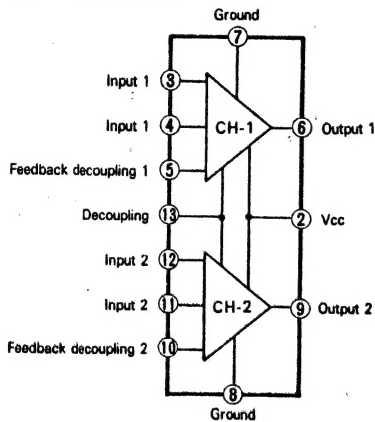 Ground
7
Input 1 3
Input 1 4 CH-1 6 Output 1
Feedback decoupling 1 5
Decoupling 13 2 Vcc
Input 2 12
Input 2 11 CH-2 9 Output 2
Feedback decoupling 2 10
8
Ground